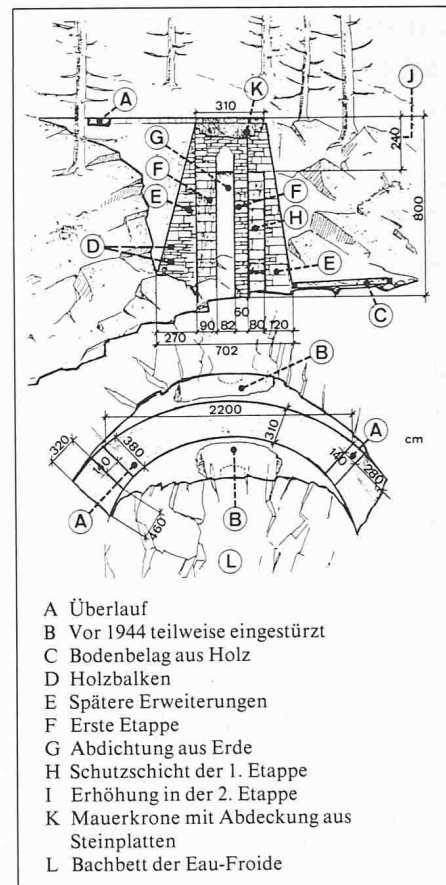 310
K
A
J
G
240
F
F
E
H
800
D
E
60
90 82 80 120
C
270
702
B
2200
310
A
cm
320
380
140
140
280
A
B
460
L
A Überlauf
B Vor 1944 teilweise eingestürzt
C Bodenbelag aus Holz
D Holzbalken
E Spätere Erweiterungen
F Erste Etappe
G Abdichtung aus Erde
H Schutzschicht der 1. Etappe
I Erhöhung in der 2. Etappe
K Mauerkrone mit Abdeckung aus
Steinplatten
L Bachbett der Eau-Froide